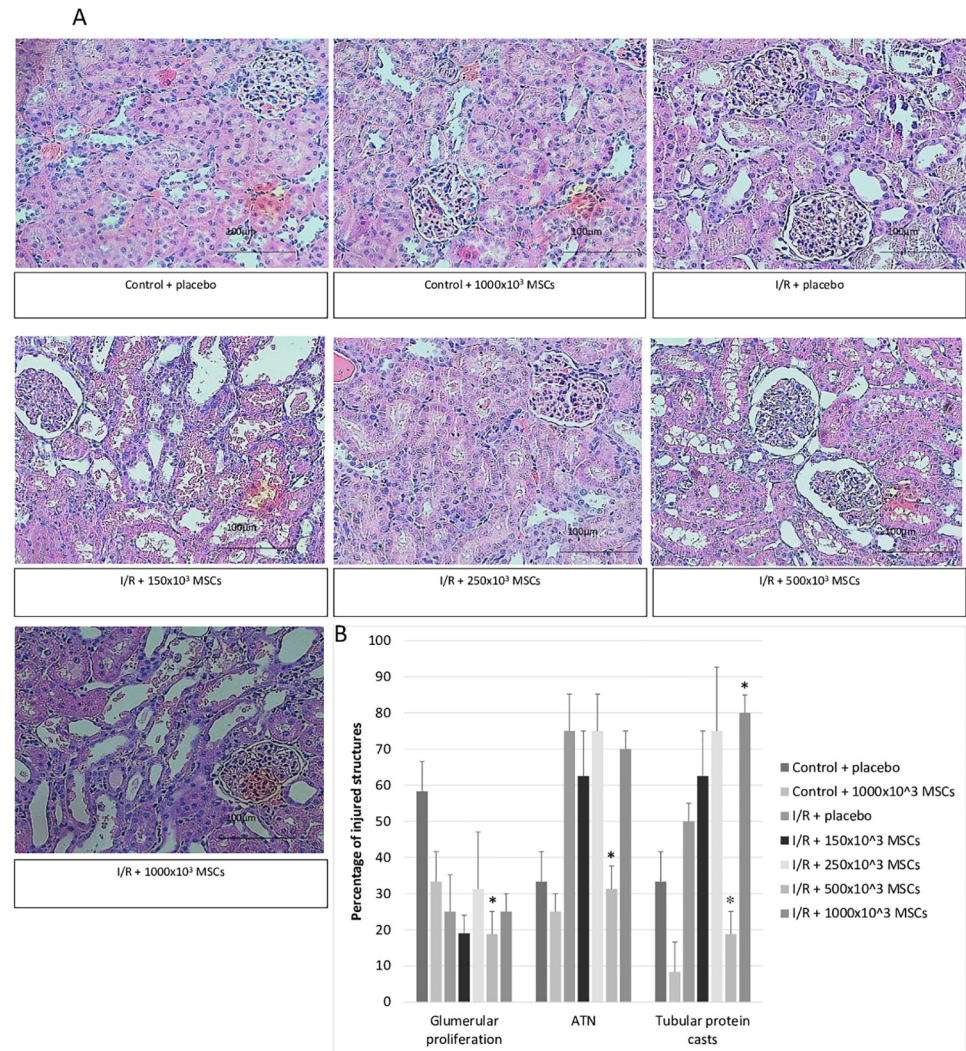 A
100µm
100µm
100µm
Control + placebo
Control + 1000x10³ MSCs
I/R + placebo
100µm
100µm
100µm
I/R + 150x10³ MSCs
I/R + 250x10³ MSCs
I/R + 500x10³ MSCs
100µm
I/R + 1000x10³ MSCs
B
Percentage of injured structures
100
90
80
70
60
50
40
30
20
10
0
*
*
*
*
Glumerular
proliferation
ATN
Tubular protein
casts
Control + placebo
Control + 1000x10^3 MSCs
I/R + placebo
I/R + 150x10^3 MSCs
I/R + 250x10^3 MSCs
I/R + 500x10^3 MSCs
I/R + 1000x10^3 MSCs